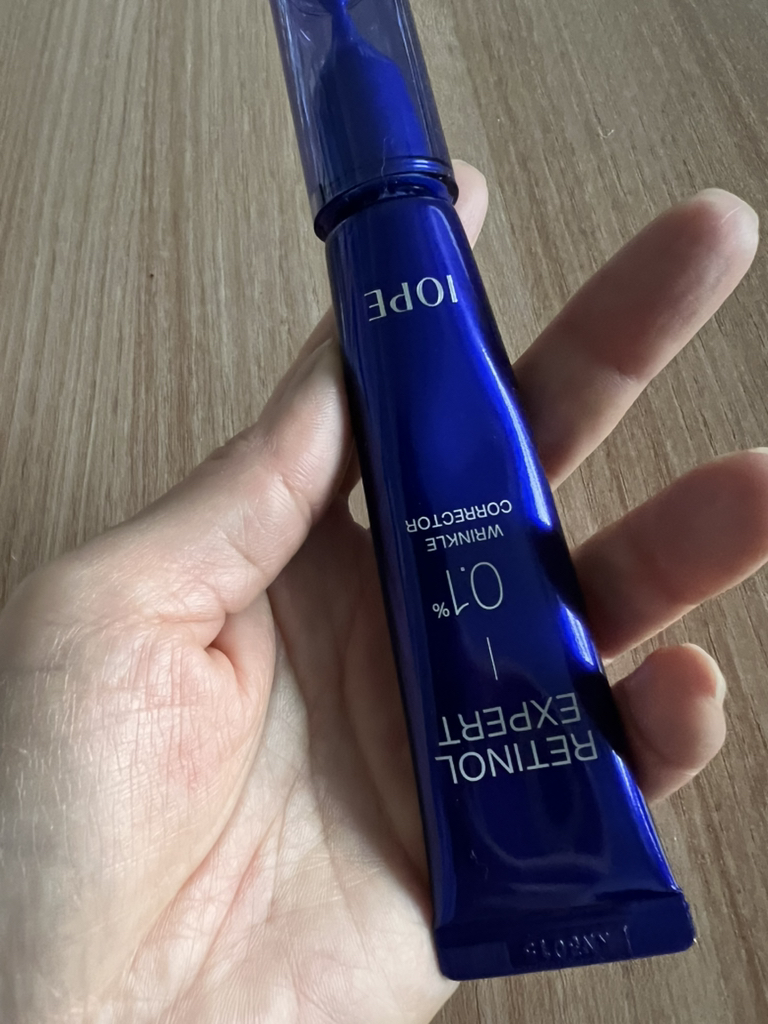 RETINOL
EXPERT
0.1%
WRINKLE
CORRECTOR
IOPE